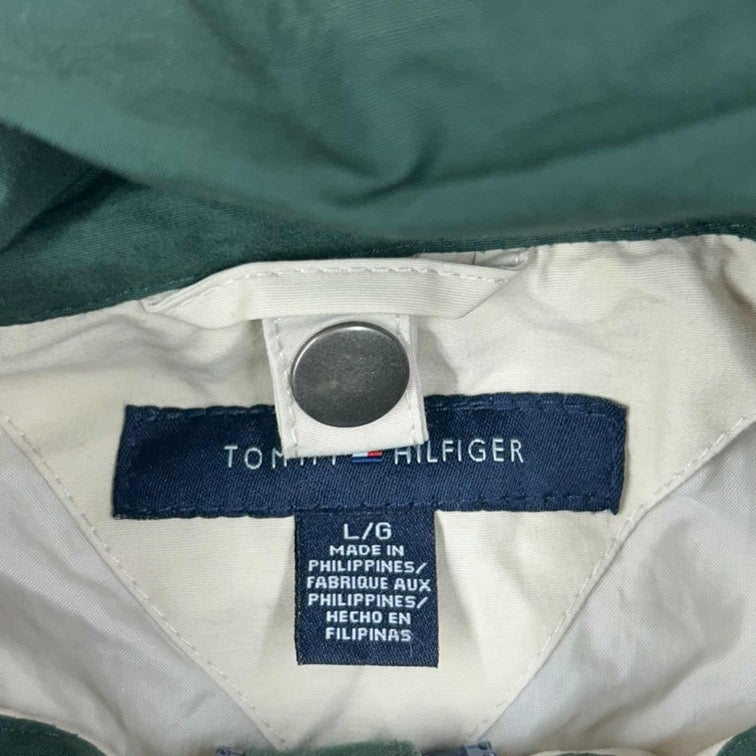 TOMMY HILFIGER
L/G
MADE IN
PHILIPPINES/
FABRIQUE AUX
PHILIPPINES/
HECHO EN
FILIPINAS